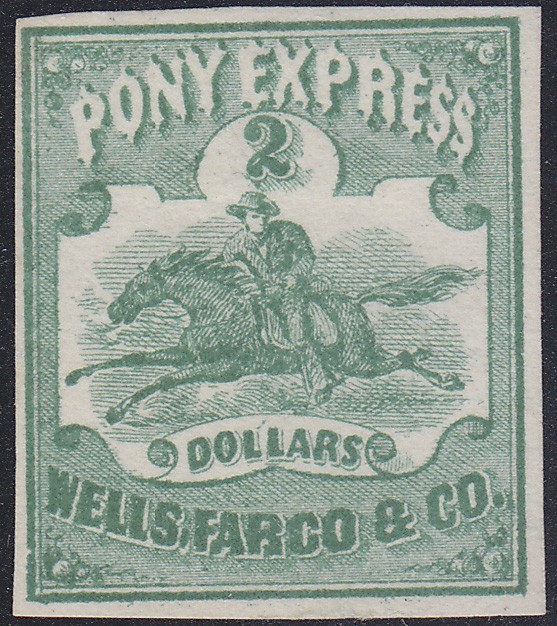 PONY EXPRESS
2
DOLLARS
WELLS, FARGO & CO.